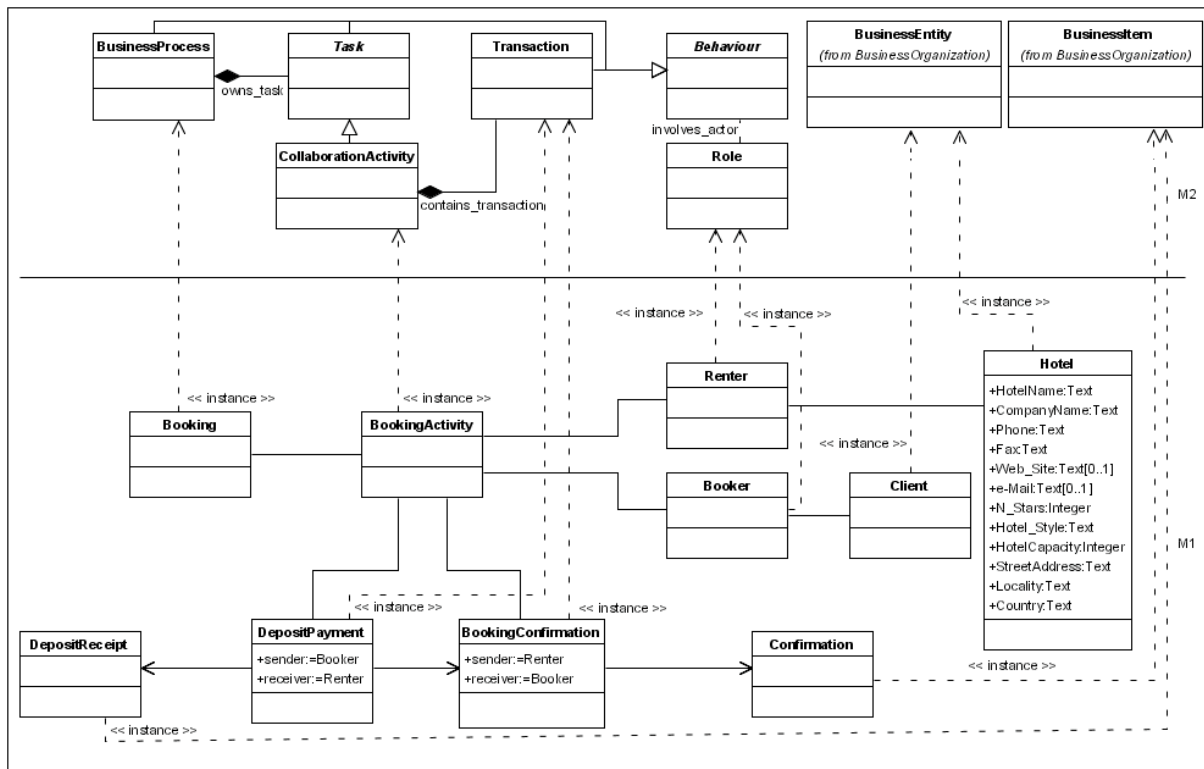 BusinessProcess
Task
Transaction
Behaviour
BusinessEntity
(from BusinessOrganization)
BusinessItem
(from BusinessOrganization)
owns_task
involves_actor
CollaborationActivity
Role
contains_transaction
M2
<< instance >>
<< instance >>
<< instance >>
Renter
Hotel
+HotelName:Text
+CompanyName:Text
+Phone:Text
+Fax:Text
+Web_Site:Text[0..1]
+e-Mail:Text[0..1]
+N_Stars:Integer
+Hotel_Style:Text
+HotelCapacity:Integer
+StreetAddress:Text
+Locality:Text
+Country:Text
<< instance >>
<< instance >>
Booking
BookingActivity
<< instance >>
Booker
Client
M1
<< instance >>
<< instance >>
DepositReceipt
DepositPayment
+sender:=Booker
+receiver:=Renter
BookingConfirmation
+sender:=Renter
+receiver:=Booker
Confirmation
<< instance >>
<< instance >>